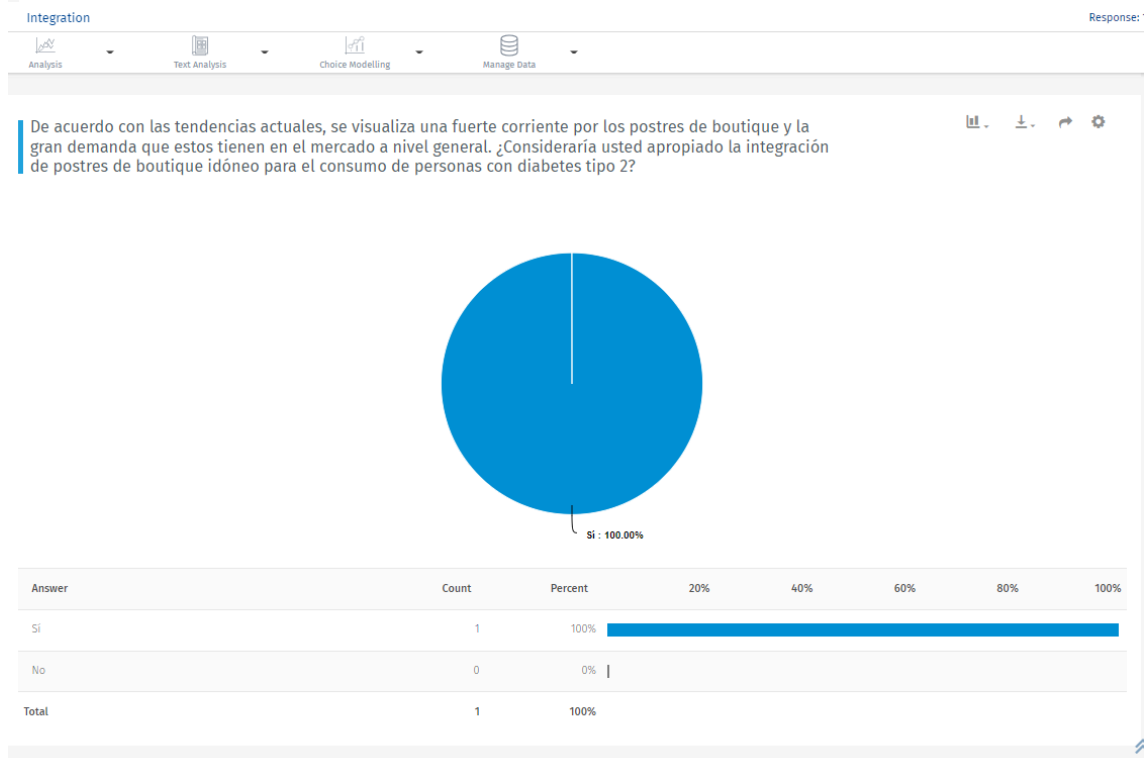 Integration
Response:
Analysis
Text Analysis
Choice Modelling
Manage Data
De acuerdo con las tendencias actuales, se visualiza una fuerte corriente por los postres de boutique y la
gran demanda que estos tienen en el mercado a nivel general. ¿Consideraría usted apropiado la integración
de postres de boutique idóneo para el consumo de personas con diabetes tipo 2?
Sí : 100.00%
Answer Count Percent 20% 40% 60% 80% 100%
Sí 1 100%
No 0 0%
Total 1 100%